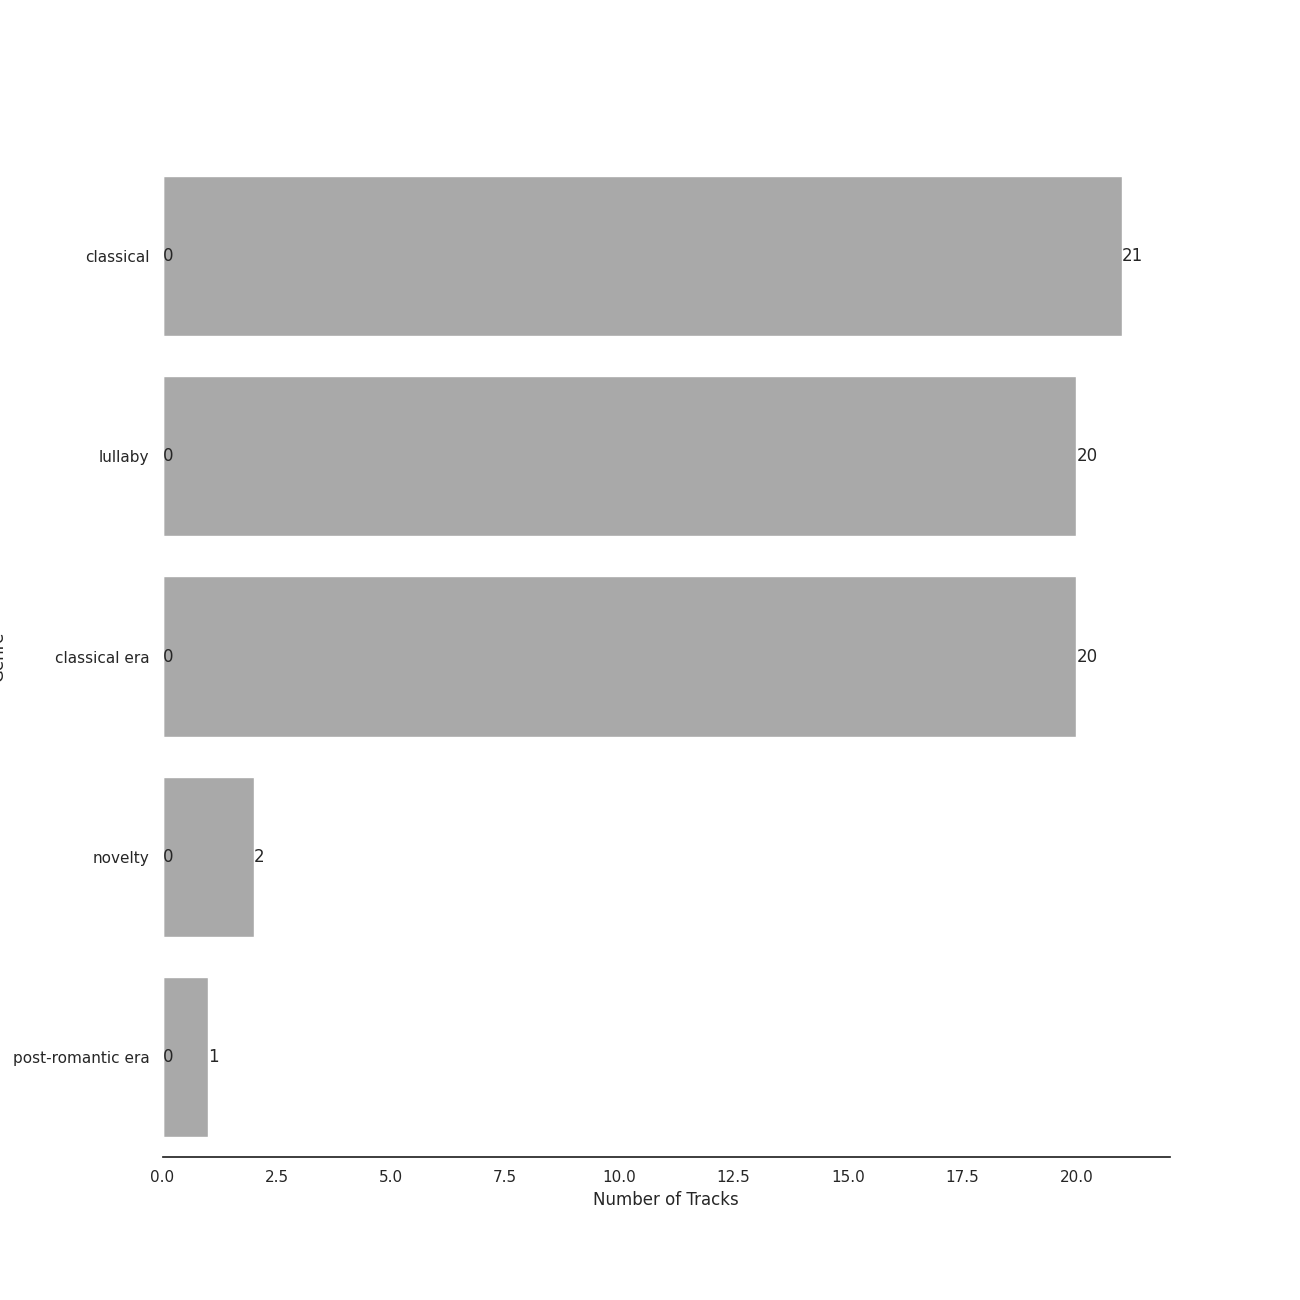 classical 0 21
lullaby 0 20
classical era 0 20
novelty 0 2
post-romantic era 0 1
0.0 2.5 5.0 7.5 10.0 12.5 15.0 17.5 20.0
Number of Tracks